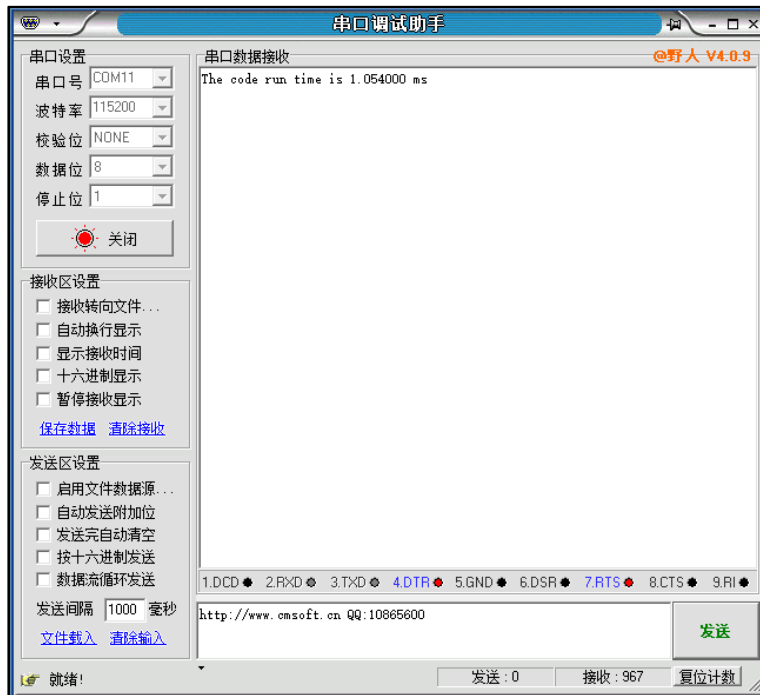 串口调试助手
串口设置
串口号 COM11
波特率 115200
校验位 NONE
数据位 8
停止位 1
关闭
接收区设置
接收转向文件...
自动换行显示
显示接收时间
十六进制显示
暂停接收显示
保存数据 清除接收
发送区设置
启用文件数据源...
自动发送附加位
发送完自动清空
按十六进制发送
数据流循环发送
发送间隔 1000 毫秒
文件载入 清除输入
串口数据接收 @野人 V4.0.9
The code run time is 1.054000 ms
1.DCD 2.RXD 3.TXD 4.DTR 5.GND 6.DSR 7.RTS 8.CTS 9.RI
http://www.cmsoft.cn QQ:10865600
发送
就绪! 发送:0 接收:967 复位计数